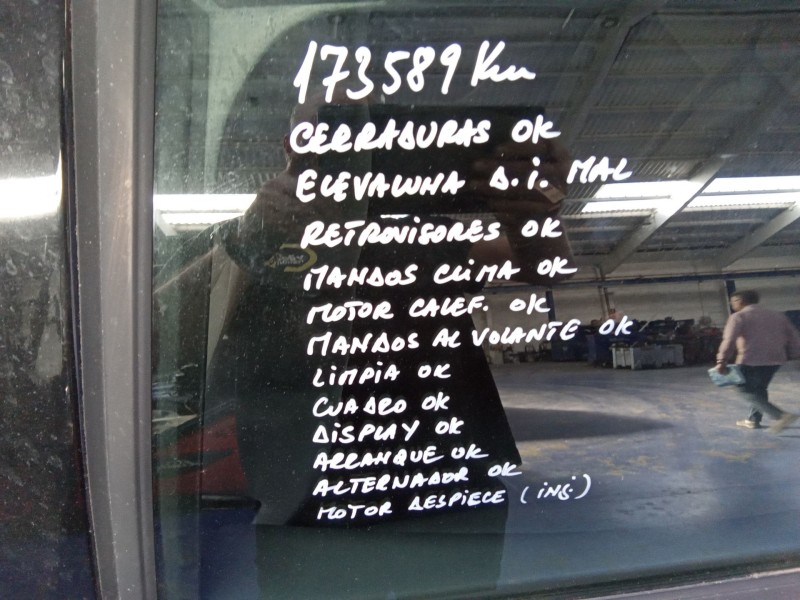 173589 Km
CERRADURAS OK
ELEVALUNA D.I. MAL
RETROVISORES OK
MANDOS CLIMA OK
MOTOR CALEF. OK
MANDOS AL VOLANTE OK
LIMPIA OK
CUADRO OK
DISPLAY OK
ARRANQUE OK
ALTERNADOR OK
MOTOR DESPIECE (INY.)